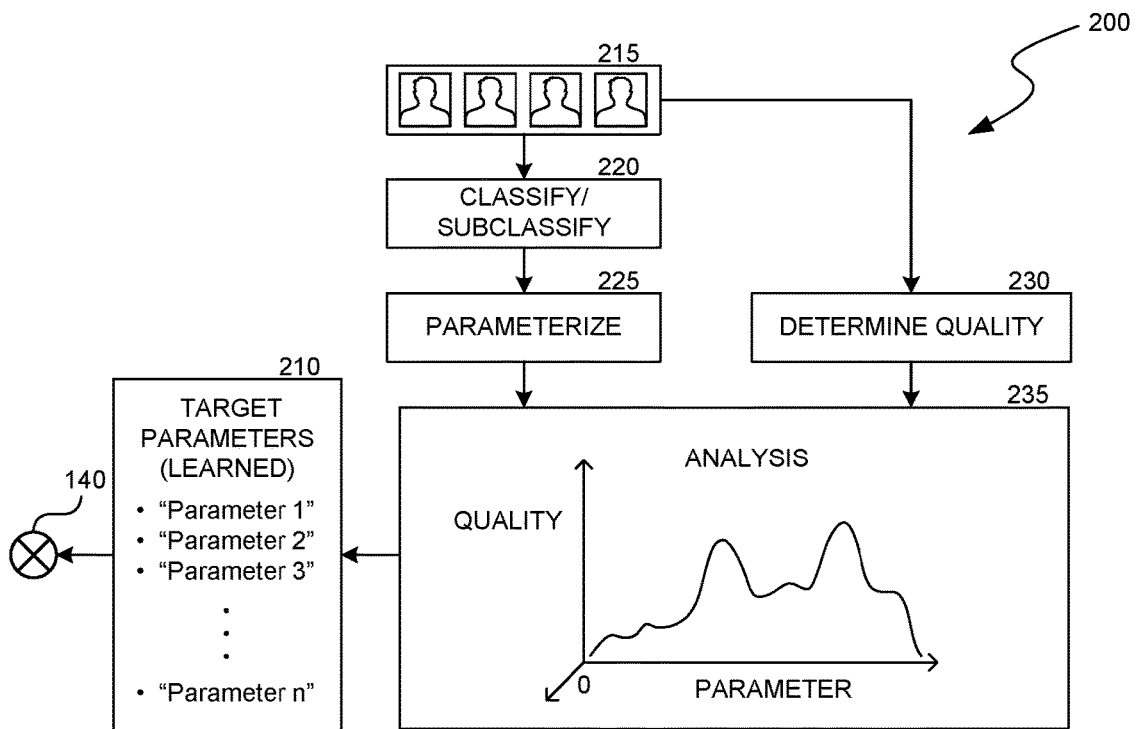 200
215
220
CLASSIFY/
SUBCLASSIFY
225
PARAMETERIZE
230
DETERMINE QUALITY
210
TARGET
PARAMETERS
(LEARNED)
• “Parameter 1”
• “Parameter 2”
• “Parameter 3”
• “Parameter n”
140
235
ANALYSIS
QUALITY
0
PARAMETER